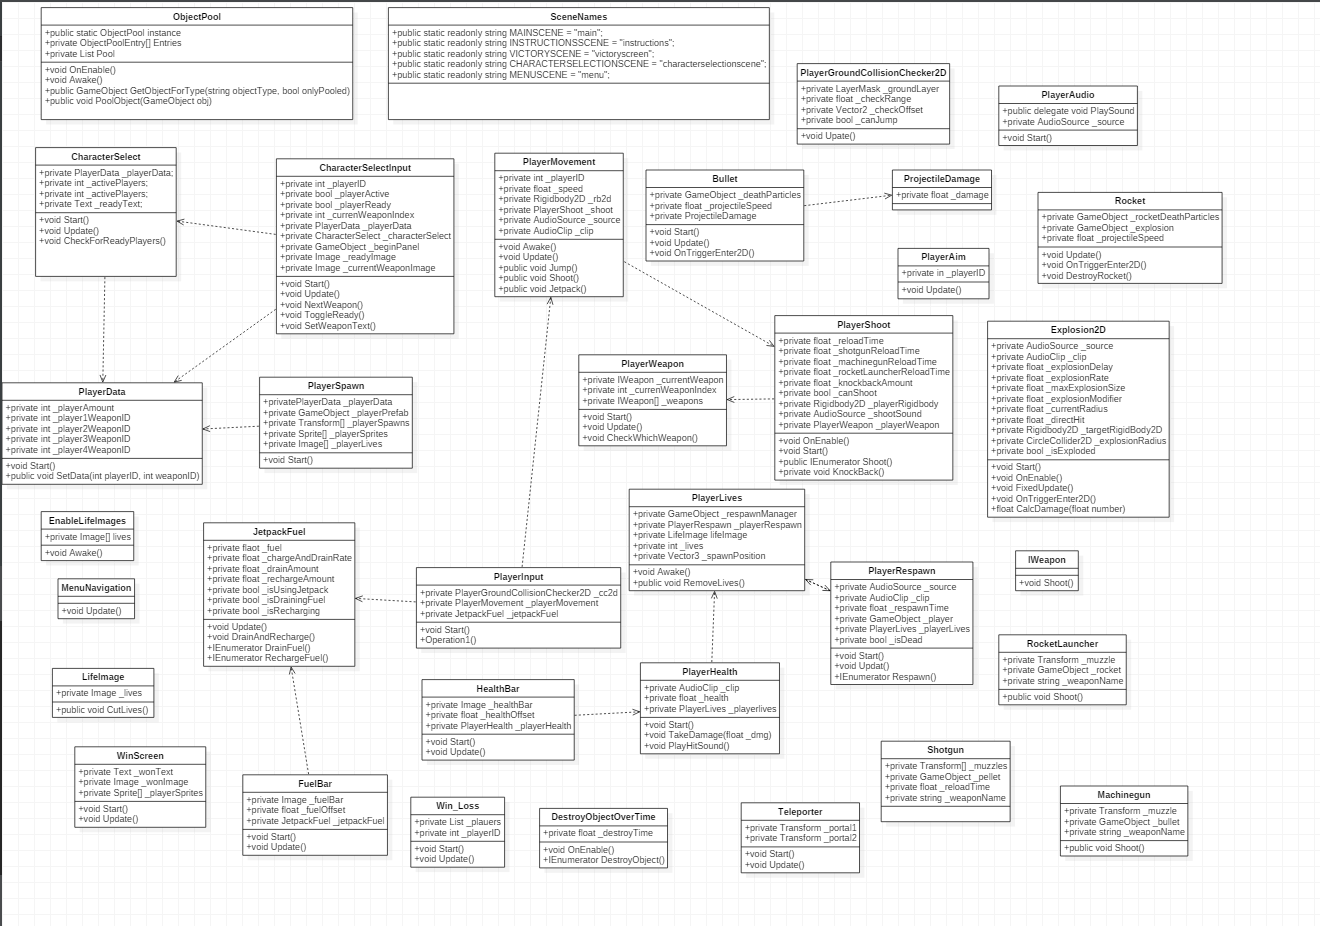 ObjectPool
+public static ObjectPool instance
+private ObjectPoolEntry[] Entries
+private List Pool
+void OnEnable()
+void Awake()
+public GameObject GetObjectForType(string objectType, bool onlyPooled)
+public void PoolObject(GameObject obj)
SceneNames
+public static readonly string MAINSCENE = "main";
+public static readonly string INSTRUCTIONSSCENE = "instructions";
+public static readonly string VICTORYSCREEN = "victoryscreen";
+public static readonly string CHARACTERSELECTIONSCENE = "characterselectionscene";
+public static readonly string MENUSCENE = "menu";
PlayerGroundCollisionChecker2D
+private LayerMask _groundLayer
+private float _checkRange
+private Vector2 _checkOffset
+private bool _canJump
+void Upate()
PlayerAudio
+public delegate void PlaySound
+private AudioSource _source
+void Start()
CharacterSelect
+private PlayerData _playerData;
+private int _activePlayers;
+private int _activePlayers;
+private Text _readyText;
+void Start()
+void Update()
+void CheckForReadyPlayers()
CharacterSelectInput
+private int _playerID
+private bool _playerActive
+private bool _playerReady
+private int _currenWeaponIndex
+private PlayerData _playerData
+private CharacterSelect _characterSelect
+private GameObject _beginPanel
+private Image _readyImage
+private Image _currentWeaponImage
+void Start()
+void Update()
+void NextWeapon()
+void ToggleReady()
+void SetWeaponText()
PlayerMovement
+private int _playerID
+private float _speed
+private Rigidbody2D _rb2d
+private PlayerShoot _shoot
+private AudioSource _source
+private AudioClip _clip
+void Awake()
+void Update()
+public void Jump()
+public void Shoot()
+public void Jetpack()
Bullet
+private GameObject _deathParticles
+private float _projectileSpeed
+private ProjectileDamage
+void Start()
+void Update()
+void OnTriggerEnter2D()
ProjectileDamage
+private float _damage
Rocket
+private GameObject _rocketDeathParticles
+private GameObject _explosion
+private float _projectileSpeed
+void Update()
+void OnTriggerEnter2D()
+void DestroyRocket()
PlayerAim
+private in _playerID
+void Update()
PlayerShoot
+private float _reloadTime
+private float _shotgunReloadTime
+private float _machinegunReloadTime
+private float _rocketLauncherReloadTime
+private float _knockbackAmount
+private bool _canShoot
+private Rigidbody2D _playerRigidbody
+private AudioSource _shootSound
+private PlayerWeapon _playerWeapon
+void OnEnable()
+void Start()
+public IEnumerator Shoot()
+private void KnockBack()
Explosion2D
+private AudioSource _source
+private AudioClip _clip
+private float _explosionDelay
+private float _explosionRate
+private float _maxExplosionSize
+private float _explosionModifier
+private float _currentRadius
+private float _directHit
+private Rigidbody2D _targetRigidBody2D
+private CircleCollider2D _explosionRadius
+private bool _isExploded
+void Start()
+void OnEnable()
+void FixedUpdate()
+void OnTriggerEnter2D()
+float CalcDamage(float number)
PlayerWeapon
+private IWeapon _currentWeapon
+private int _currenWeaponIndex
+private IWeapon[] _weapons
+void Start()
+void Update()
+void CheckWhichWeapon()
PlayerData
+private int _playerAmount
+private int _player1WeaponID
+private int _player2WeaponID
+private int _player3WeaponID
+private int _player4WeaponID
+void Start()
+public void SetData(int playerID, int weaponID)
PlayerSpawn
+privatePlayerData _playerData
+private GameObject _playerPrefab
+private Transform[] _playerSpawns
+private Sprite[] _playerSprites
+private Image[] _playerLives
+void Start()
PlayerLives
+private GameObject _respawnManager
+private PlayerRespawn _playerRespawn
+private LifeImage lifeImage
+private int _lives
+private Vector3 _spawnPosition
+void Awake()
+public void RemoveLives()
EnableLifeImages
+private Image[] lives
+void Awake()
JetpackFuel
+private flaot _fuel
+private float _chargeAndDrainRate
+private float _drainAmount
+private float _rechargeAmount
+private bool _isUsingJetpack
+private bool _isDrainingFuel
+private bool _isRecharging
+void Update()
+void DrainAndRecharge()
+IEnumerator DrainFuel()
+IEnumerator RechargeFuel()
PlayerInput
+private PlayerGroundCollisionChecker2D _cc2d
+private PlayerMovement _playerMovement
+private JetpackFuel _jetpackFuel
+void Start()
+Operation1()
PlayerRespawn
+private AudioSource _source
+private AudioClip _clip
+private float _respawnTime
+private GameObject _player
+private PlayerLives _playerLives
+private bool _isDead
+void Start()
+void Updat()
+IEnumerator Respawn()
IWeapon
+void Shoot()
MenuNavigation
+void Update()
RocketLauncher
+private Transform _muzzle
+private GameObject _rocket
+private string _weaponName
+public void Shoot()
LifeImage
+private Image _lives
+public void CutLives()
HealthBar
+private Image _healthBar
+private float _healthOffset
+private PlayerHealth _playerHealth
+void Start()
+void Update()
PlayerHealth
+private AudioClip _clip
+private float _health
+private PlayerLives _playerlives
+void Start()
+void TakeDamage(float _dmg)
+void PlayHitSound()
WinScreen
+private Text _wonText
+private Image _wonImage
+private Sprite[] _playerSprites
+void Start()
+void Update()
FuelBar
+private Image _fuelBar
+private float _fuelOffset
+private JetpackFuel _jetpackFuel
+void Start()
+void Update()
Win_Loss
+private List _plauers
+private int _playerID
+void Start()
+void Update()
DestroyObjectOverTime
+private float _destroyTime
+void OnEnable()
+IEnumerator DestroyObject()
Teleporter
+private Transform _portal1
+private Transform _portal2
+void Start()
+void Update()
Shotgun
+private Transform[] _muzzles
+private GameObject _pellet
+private float _reloadTime
+private string _weaponName
Machinegun
+private Transform _muzzle
+private GameObject _bullet
+private string _weaponName
+public void Shoot()